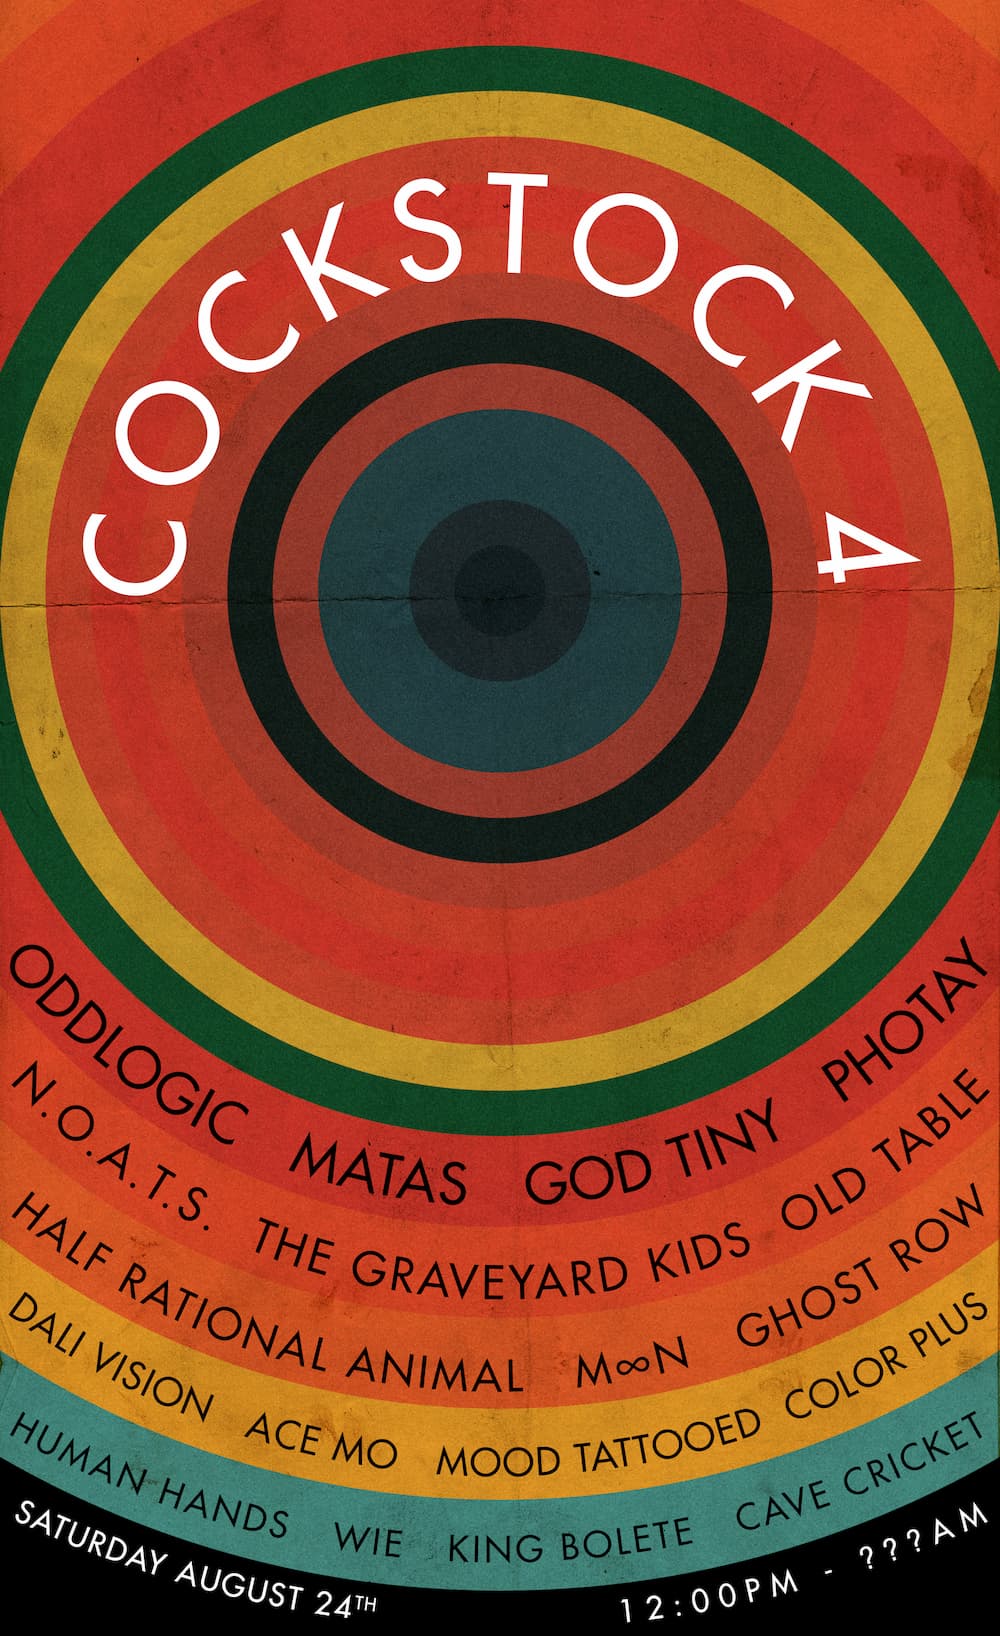 COCKSTOCK 4
ODDLOGIC MATAS GOD TINY PHOTAY
N.O.A.T.S. THE GRAVEYARD KIDS OLD TABLE
HALF RATIONAL ANIMAL M∞N GHOST ROW
DALI VISION ACE MO MOOD TATTOOED COLOR PLUS
HUMAN HANDS WIE KING BOLETE CAVE CRICKET
SATURDAY AUGUST 24TH 12:00PM - ???AM